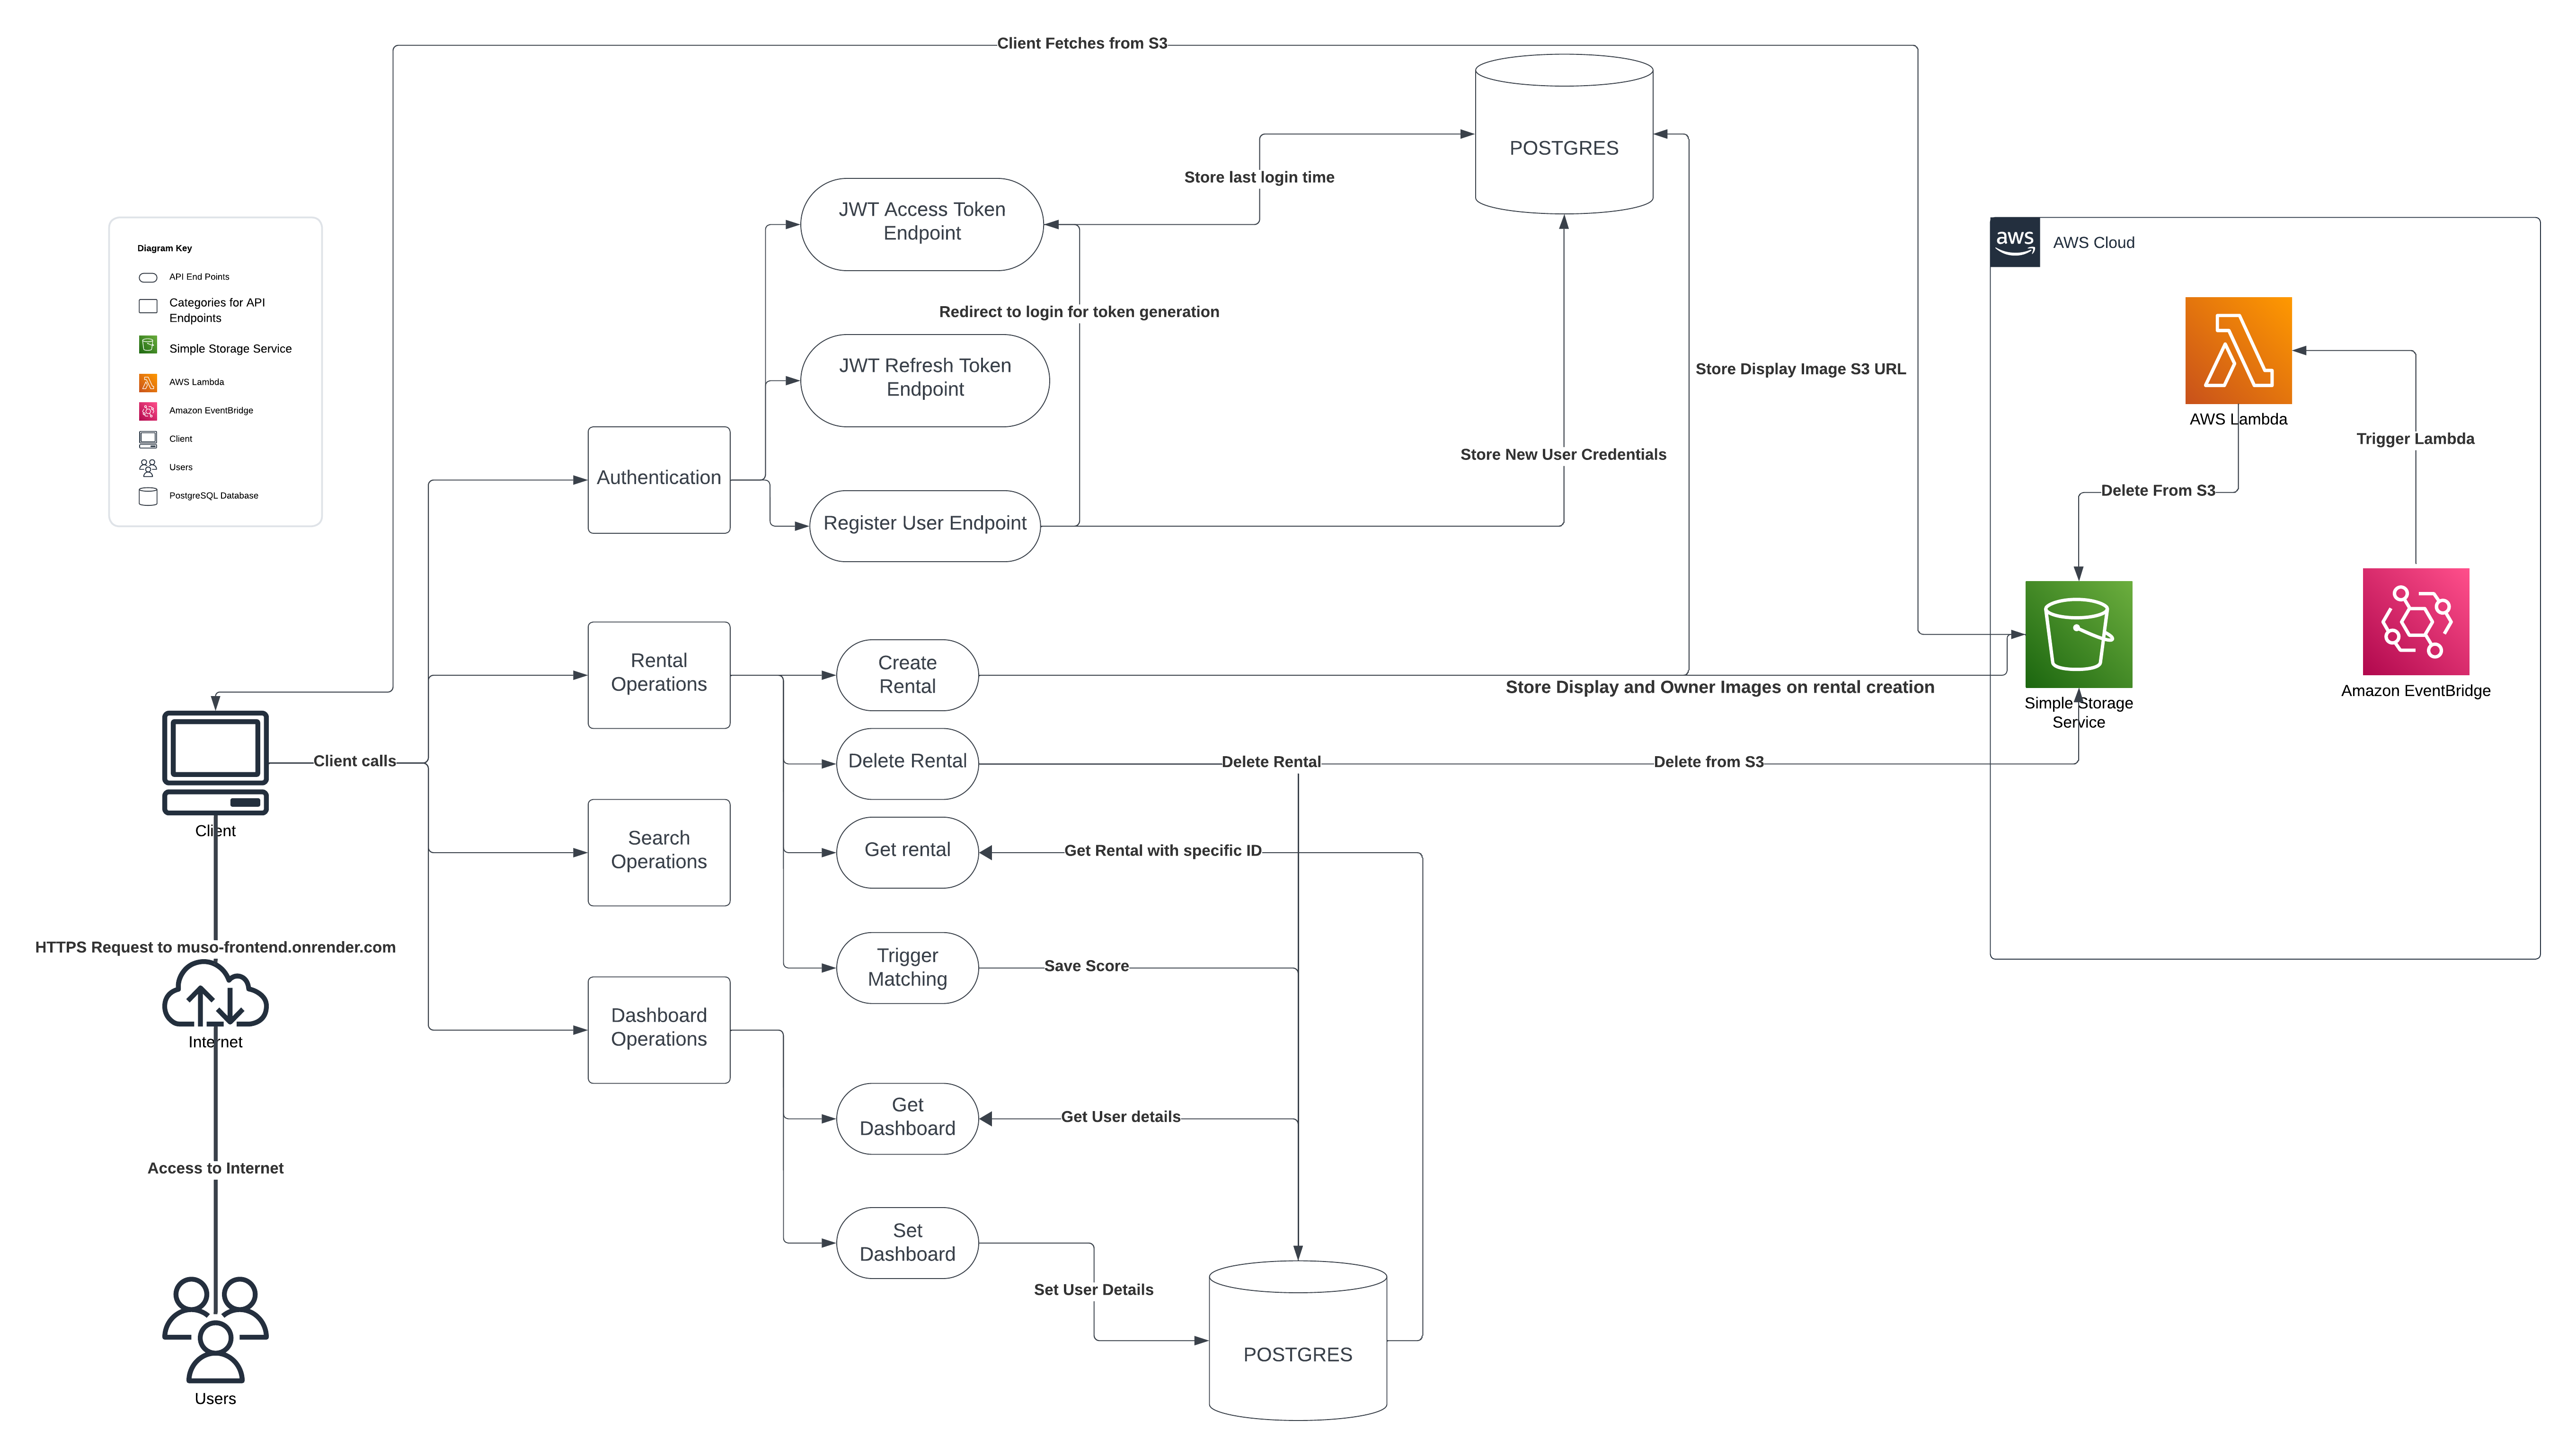 Client Fetches from S3
POSTGRES
Store last login time
JWT Access Token
Endpoint
Diagram Key
API End Points
Categories for API
Endpoints
Simple Storage Service
AWS Lambda
Amazon EventBridge
Client
Users
PostgreSQL Database
aws
AWS Cloud
Redirect to login for token generation
JWT Refresh Token
Endpoint
Store Display Image S3 URL
AWS Lambda
Trigger Lambda
Store New User Credentials
Authentication
Delete From S3
Register User Endpoint
Rental
Operations
Create
Rental
Store Display and Owner Images on rental creation
Simple Storage
Service
Amazon EventBridge
Client calls
Delete Rental
Delete Rental
Delete from S3
Client
Search
Operations
Get rental
Get Rental with specific ID
HTTPS Request to muso-frontend.onrender.com
Trigger
Matching
Save Score
Internet
Dashboard
Operations
Get
Dashboard
Get User details
Access to Internet
Set
Dashboard
Set User Details
POSTGRES
Users